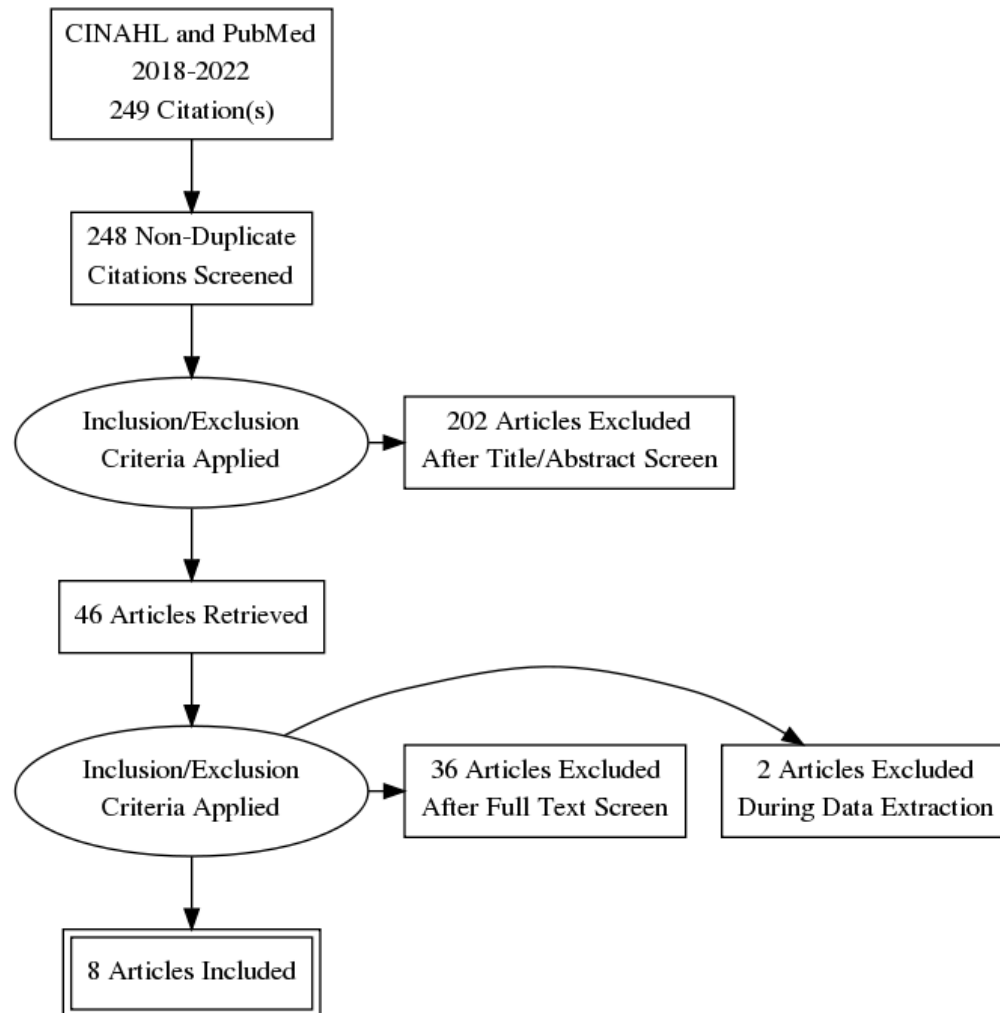 CINAHL and PubMed
2018-2022
249 Citation(s)
248 Non-Duplicate
Citations Screened
Inclusion/Exclusion
Criteria Applied
202 Articles Excluded
After Title/Abstract Screen
46 Articles Retrieved
Inclusion/Exclusion
Criteria Applied
36 Articles Excluded
After Full Text Screen
2 Articles Excluded
During Data Extraction
8 Articles Included